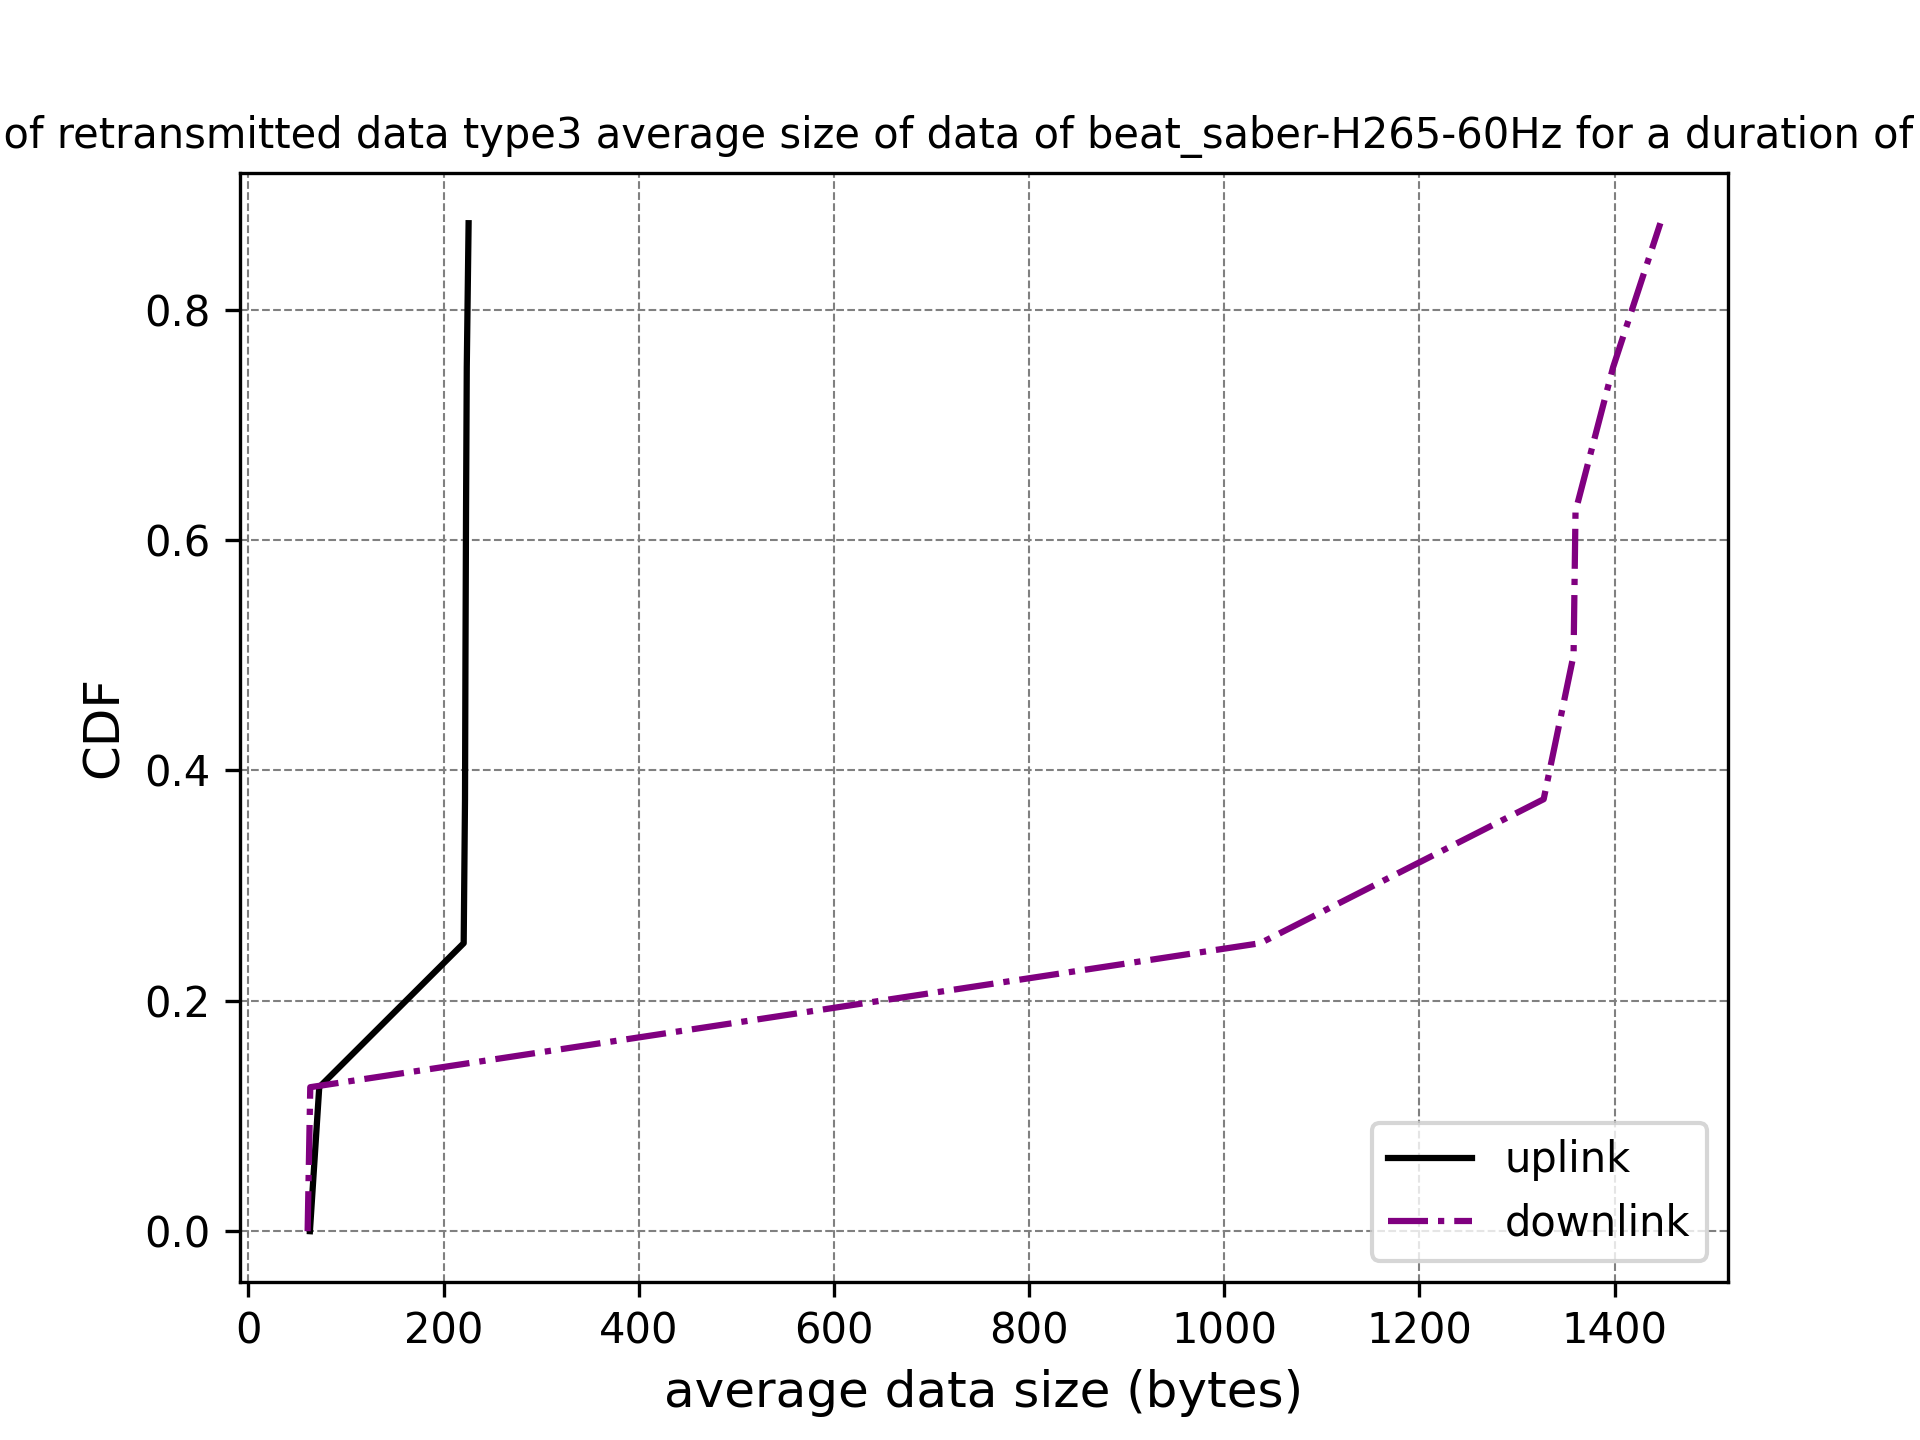 of retransmitted data type3 average size of data of beat_saber-H265-60Hz for a duration of
0.8
0.6
0.4
0.2
0.0
CDF
uplink
downlink
0 200 400 600 800 1000 1200 1400
average data size (bytes)